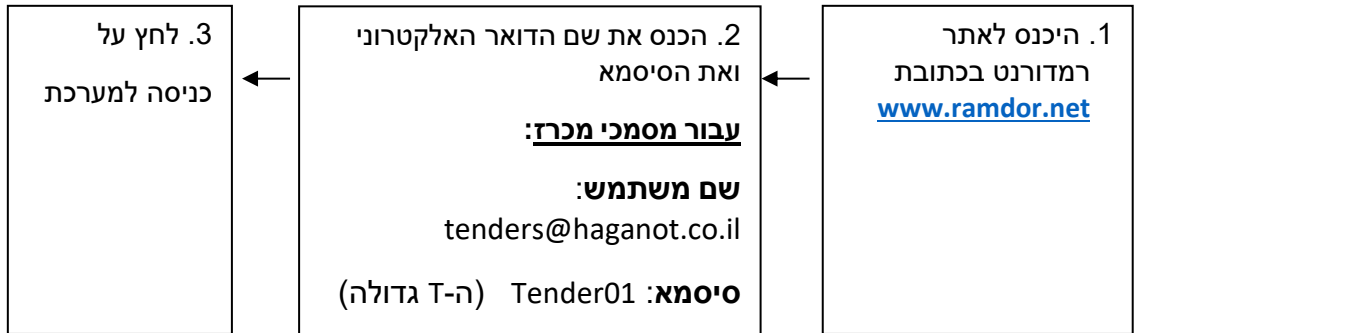 1. היכנס לאתר
רמדורנט בכתובת
www.ramdor.net
2. הכנס את שם הדואר האלקטרוני
ואת הסיסמא
עבור מסמכי מכרז:
שם משתמש:
tenders@haganot.co.il
סיסמא: Tender01 (ה-T גדולה)
3. לחץ על
כניסה למערכת